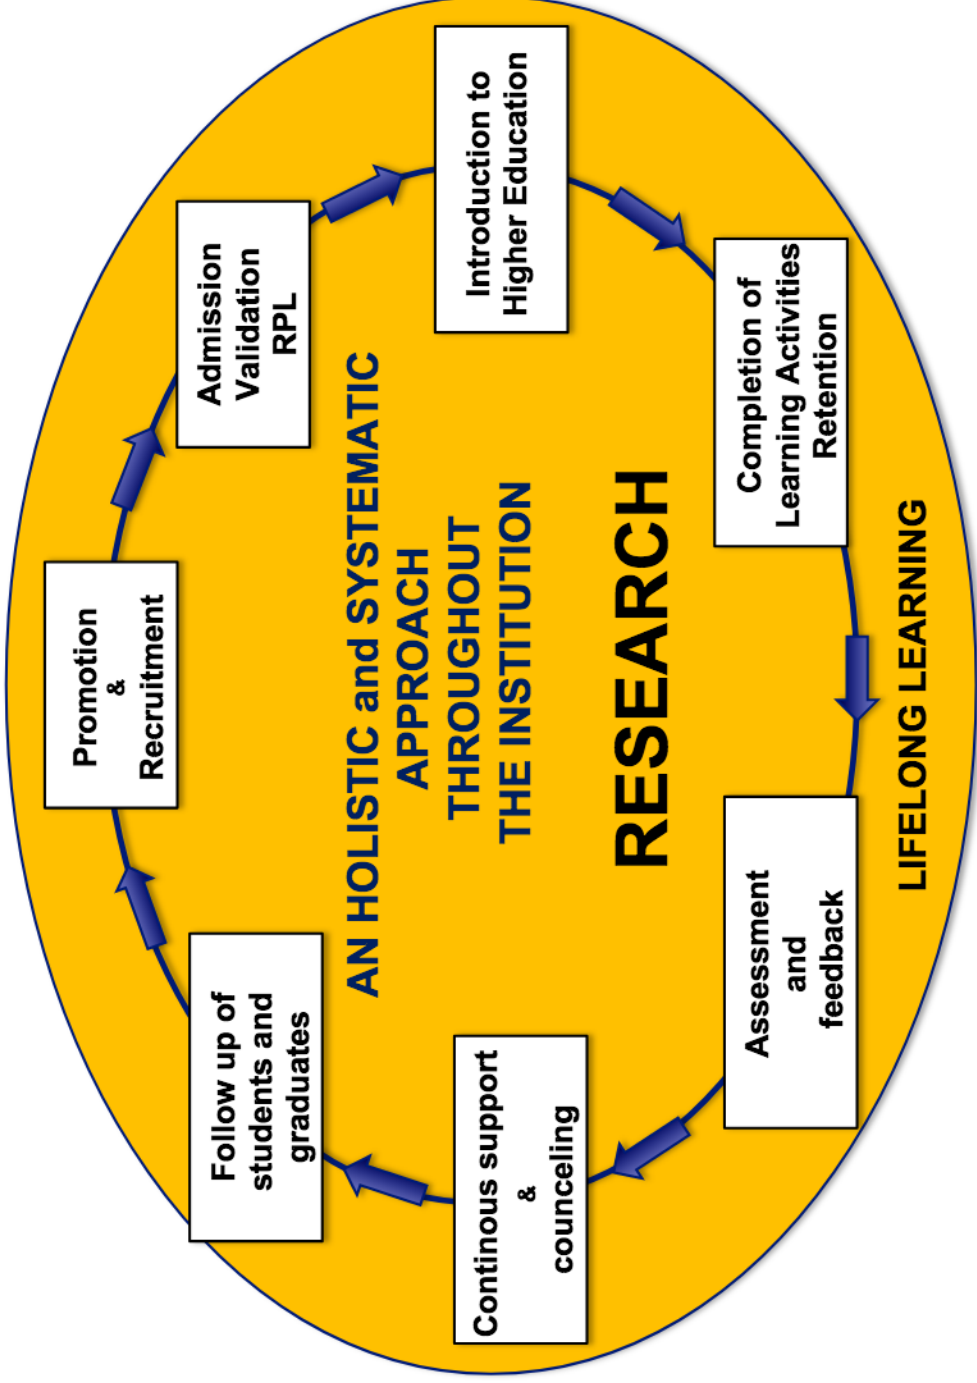 Promotion
&
Recruitment
Admission
Validation
RPL
Introduction to
Higher Education
Completion of
Learning Activities
Retention
Assessment
and
feedback
Continous support
&
counceling
Follow up of
students and
graduates
AN HOLISTIC and SYSTEMATIC
APPROACH
THROUGHOUT
THE INSTITUTION
RESEARCH
LIFELONG LEARNING